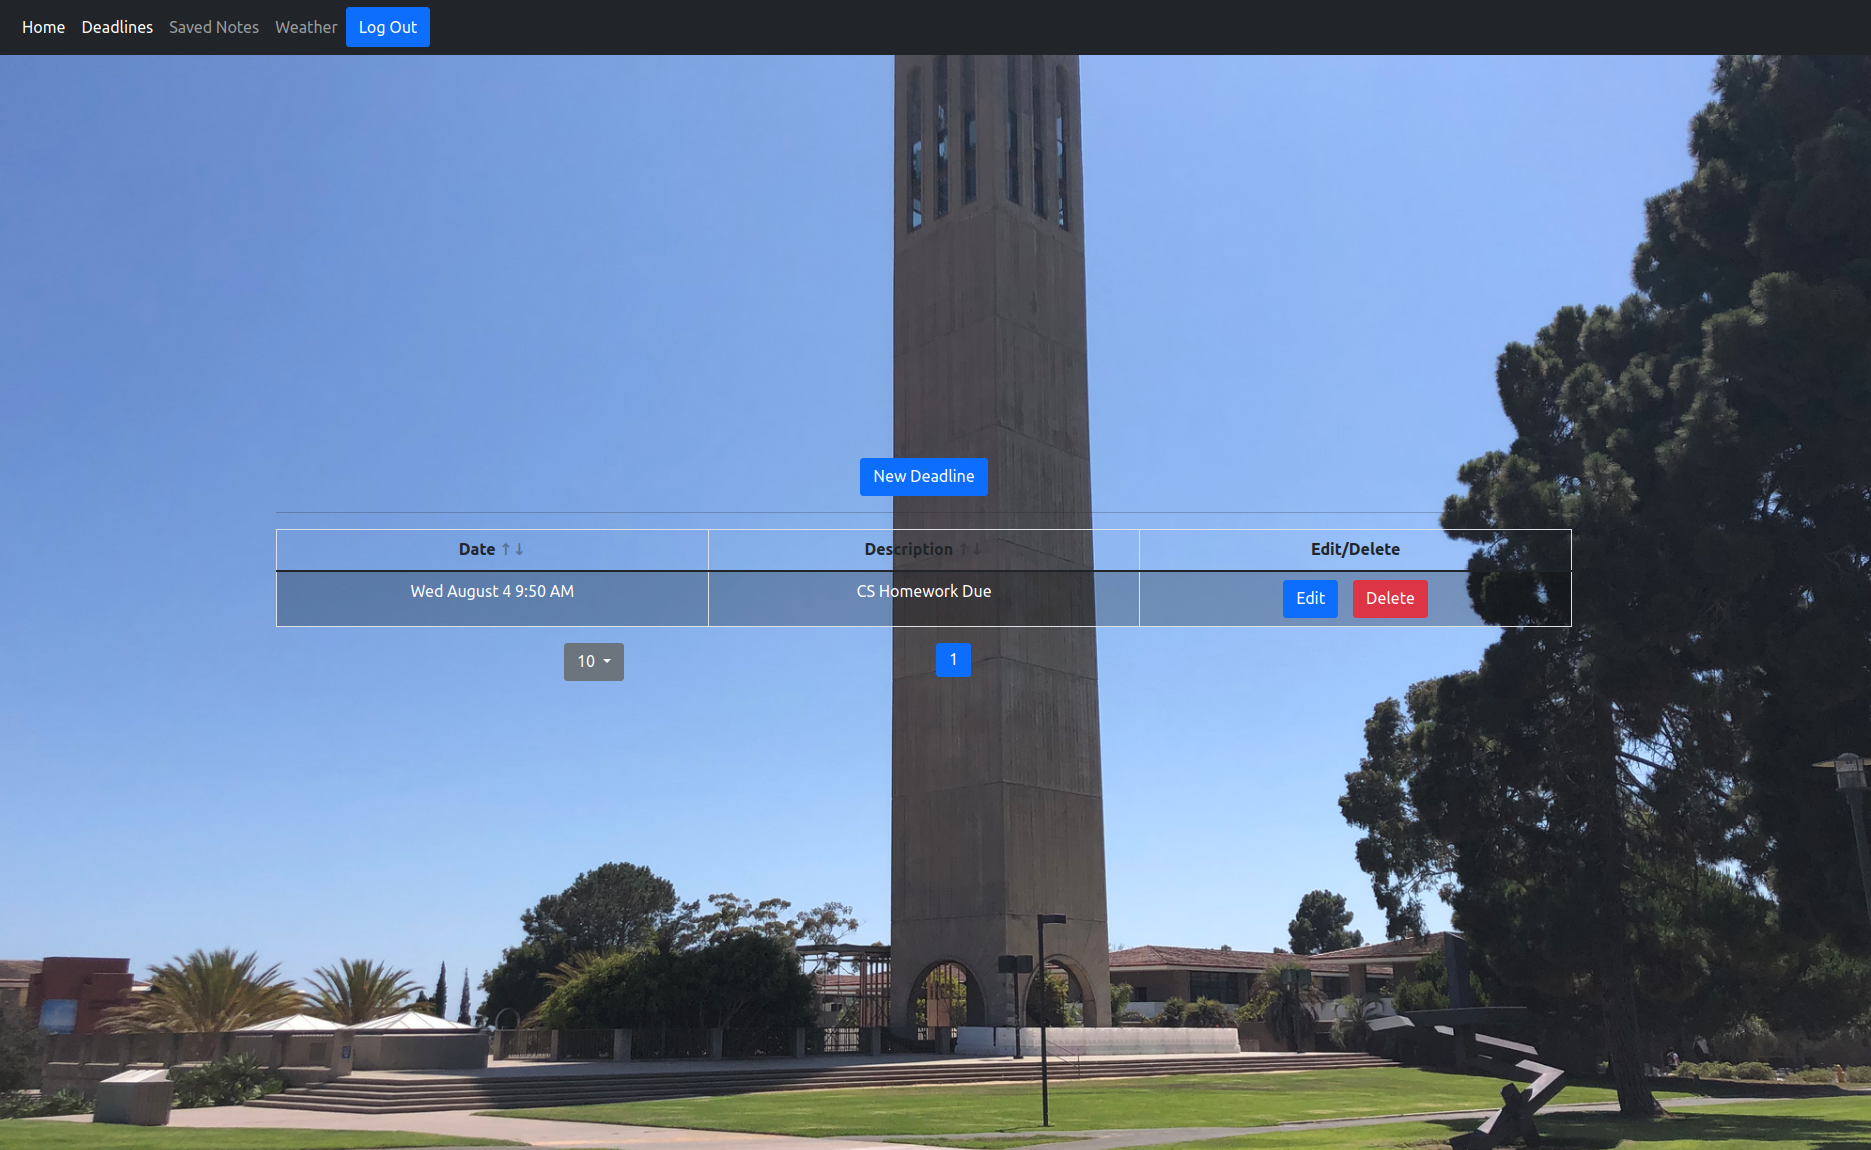 Home Deadlines Saved Notes Weather Log Out
New Deadline
Date ↑↓ Description ↑↓ Edit/Delete
Wed August 4 9:50 AM CS Homework Due Edit Delete
10 1